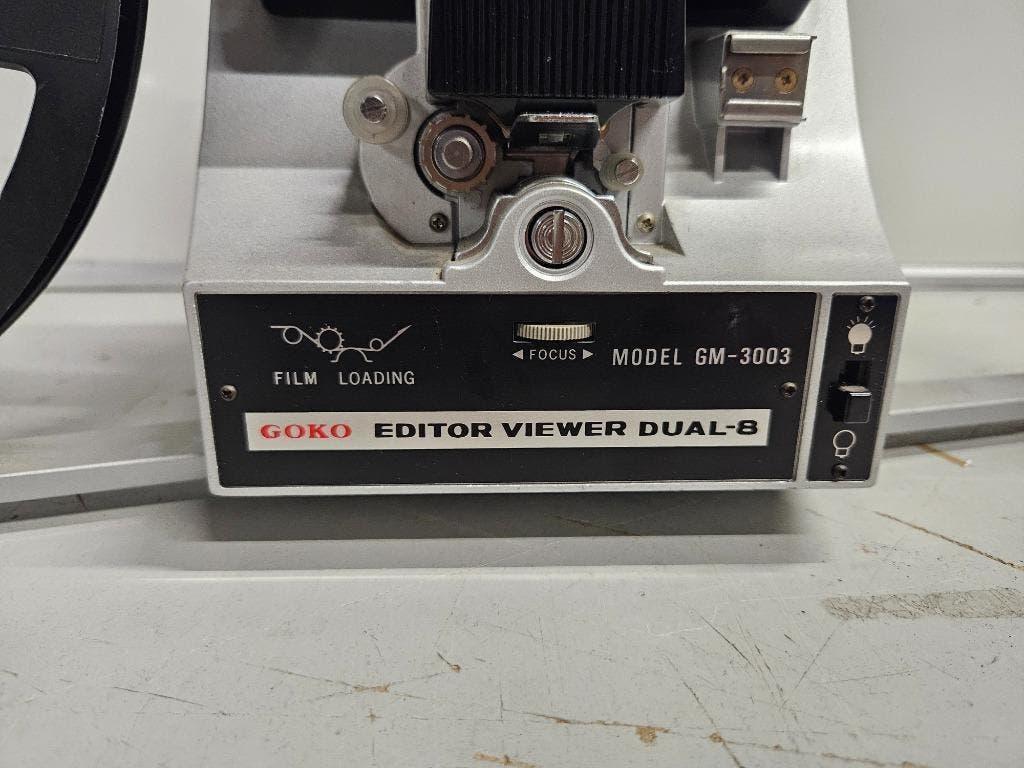 ◀ FOCUS ▶
MODEL GM-3003
FILM LOADING
GOKO EDITOR VIEWER DUAL-8